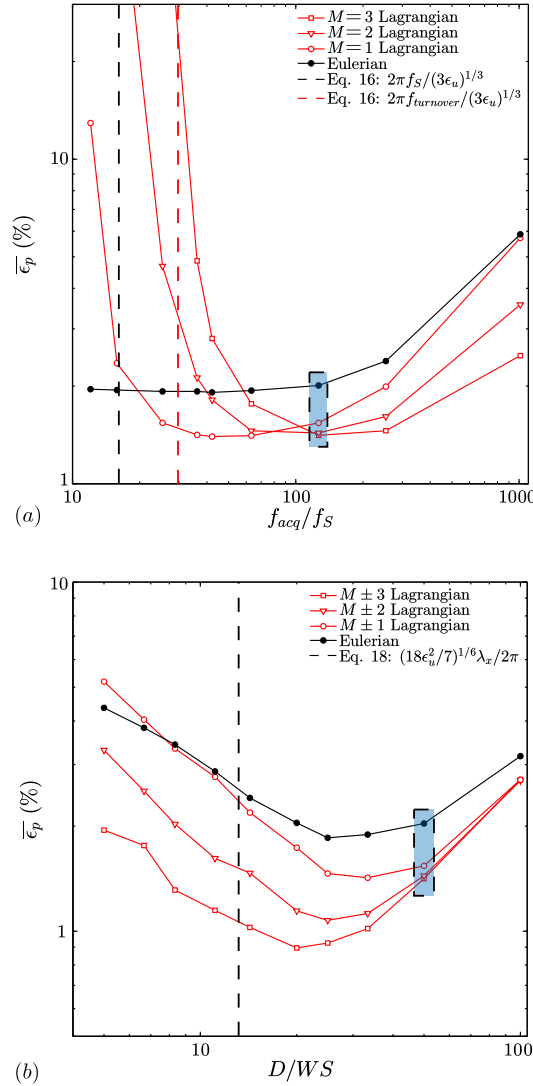 M = 3 Lagrangian
M = 2 Lagrangian
M = 1 Lagrangian
Eulerian
Eq. 16: 2πf_S/(3ϵ_u)^{1/3}
Eq. 16: 2πf_{turnover}/(3ϵ_u)^{1/3}
10
1
\overline{ϵ_p} (%)
10 100 1000
(a)
f_{acq}/f_S
10
1
M ± 3 Lagrangian
M ± 2 Lagrangian
M ± 1 Lagrangian
Eulerian
Eq. 18: (18ϵ_u^2/7)^{1/6}λ_x/2π
\overline{ϵ_p} (%)
10 100
(b)
D/WS